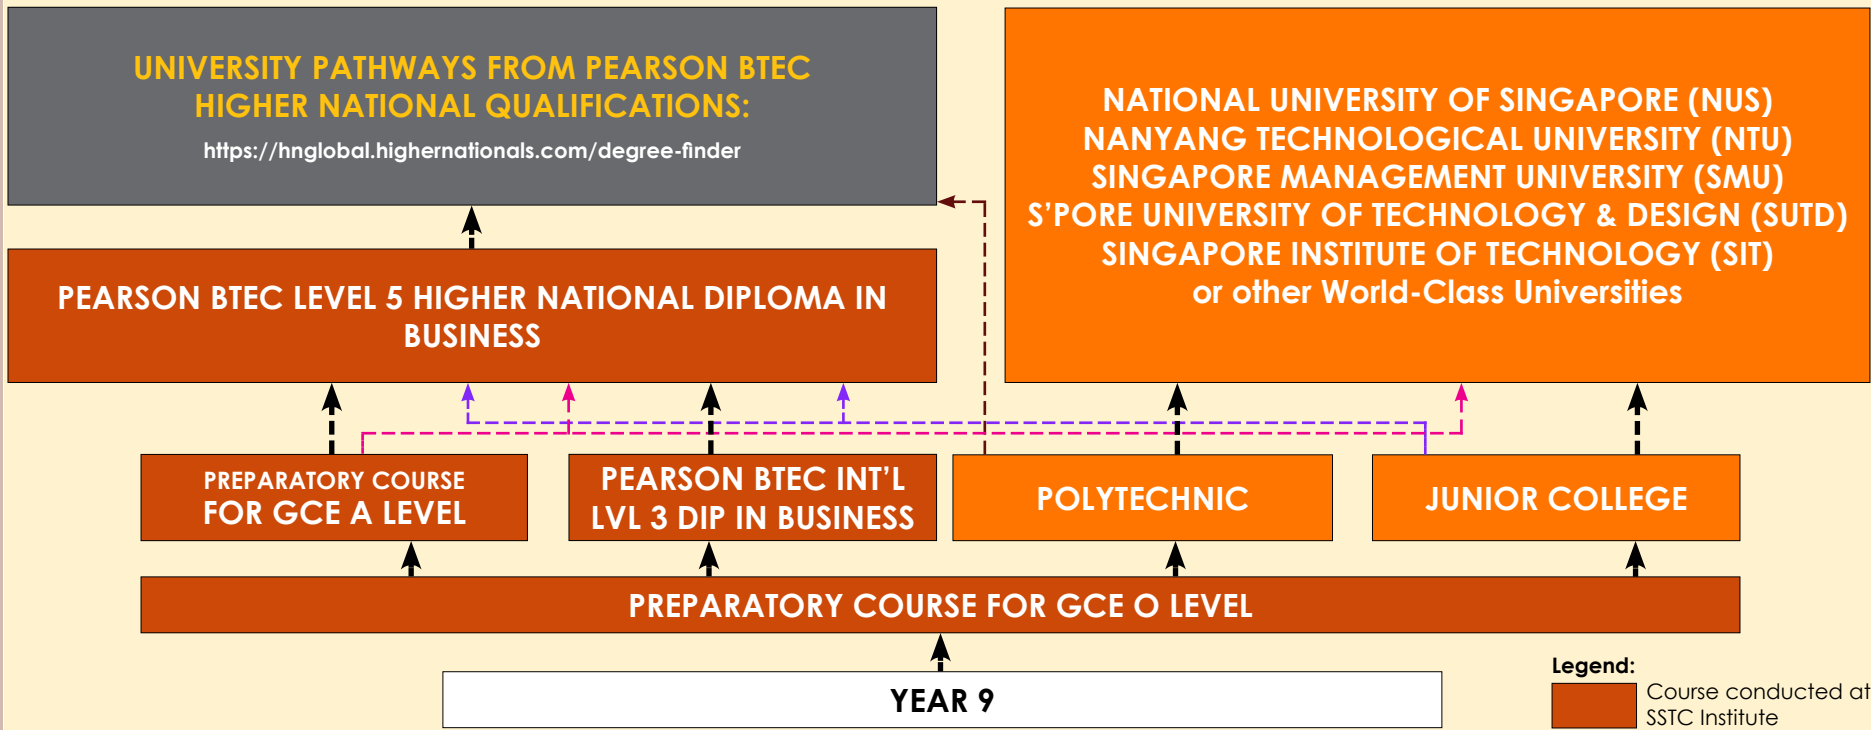 UNIVERSITY PATHWAYS FROM PEARSON BTEC
HIGHER NATIONAL QUALIFICATIONS:
https://hnglobal.highernationals.com/degree-finder
NATIONAL UNIVERSITY OF SINGAPORE (NUS)
NANYANG TECHNOLOGICAL UNIVERSITY (NTU)
SINGAPORE MANAGEMENT UNIVERSITY (SMU)
S'PORE UNIVERSITY OF TECHNOLOGY & DESIGN (SUTD)
SINGAPORE INSTITUTE OF TECHNOLOGY (SIT)
or other World-Class Universities
PEARSON BTEC LEVEL 5 HIGHER NATIONAL DIPLOMA IN
BUSINESS
PREPARATORY COURSE
FOR GCE A LEVEL
PEARSON BTEC INT'L
LVL 3 DIP IN BUSINESS
POLYTECHNIC
JUNIOR COLLEGE
PREPARATORY COURSE FOR GCE O LEVEL
YEAR 9
Legend:
Course conducted at
SSTC Institute